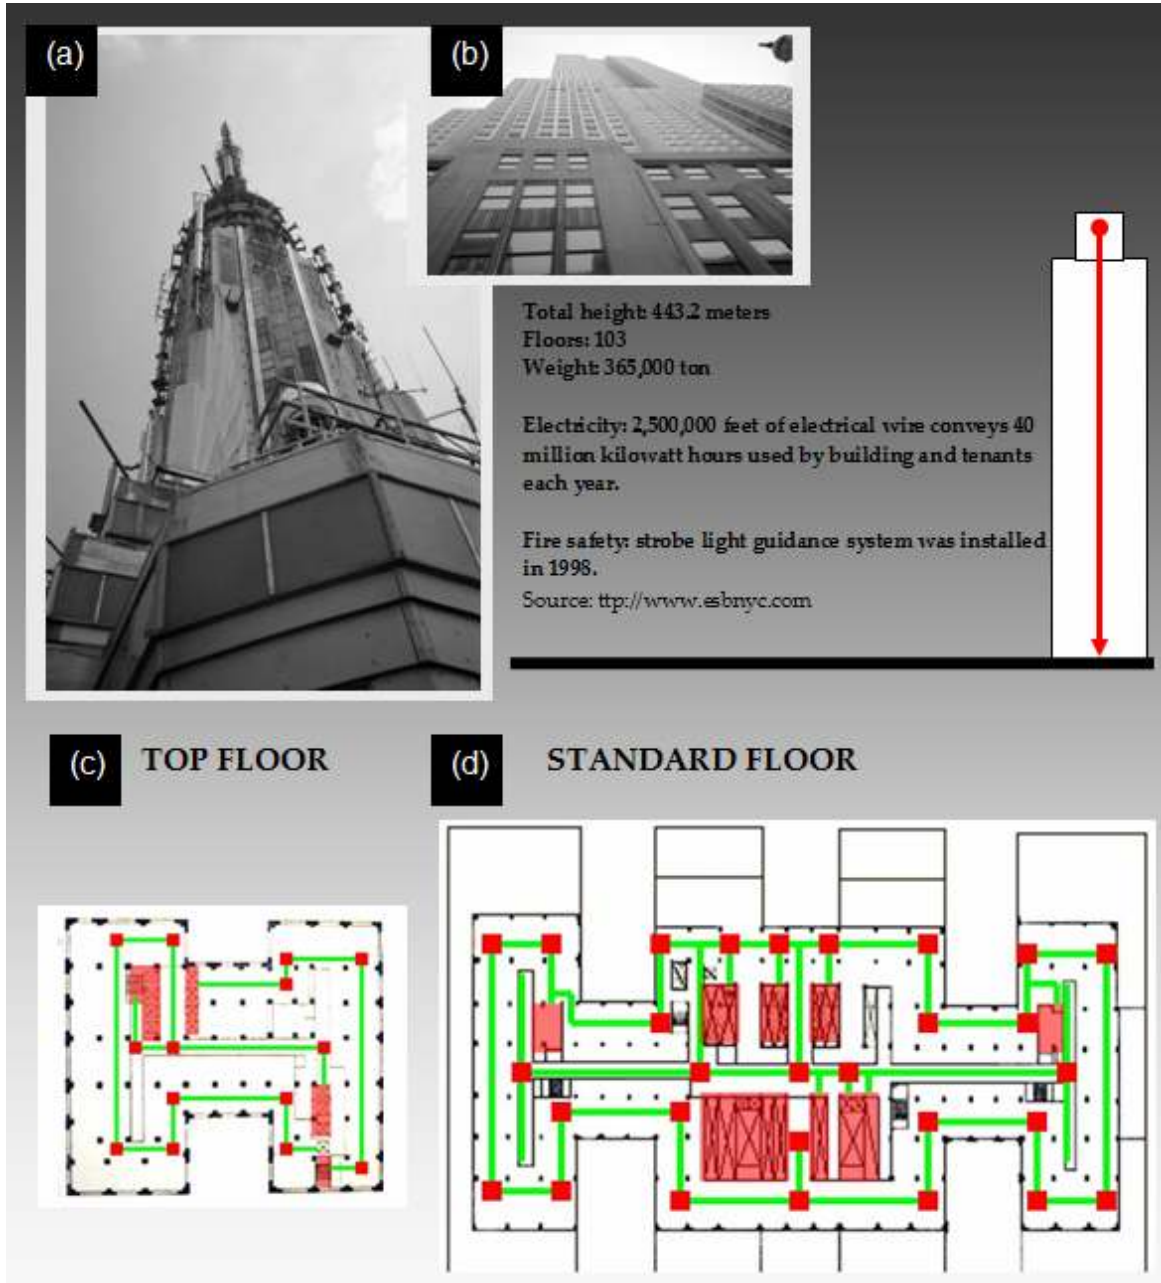 (a)
(b)
Total height: 443.2 meters
Floors: 103
Weight: 365,000 ton
Electricity: 2,500,000 feet of electrical wire conveys 40
million kilowatt hours used by building and tenants
each year.
Fire safety: strobe light guidance system was installed
in 1998.
Source: ttp://www.esbnyc.com
(c)
TOP FLOOR
(d)
STANDARD FLOOR